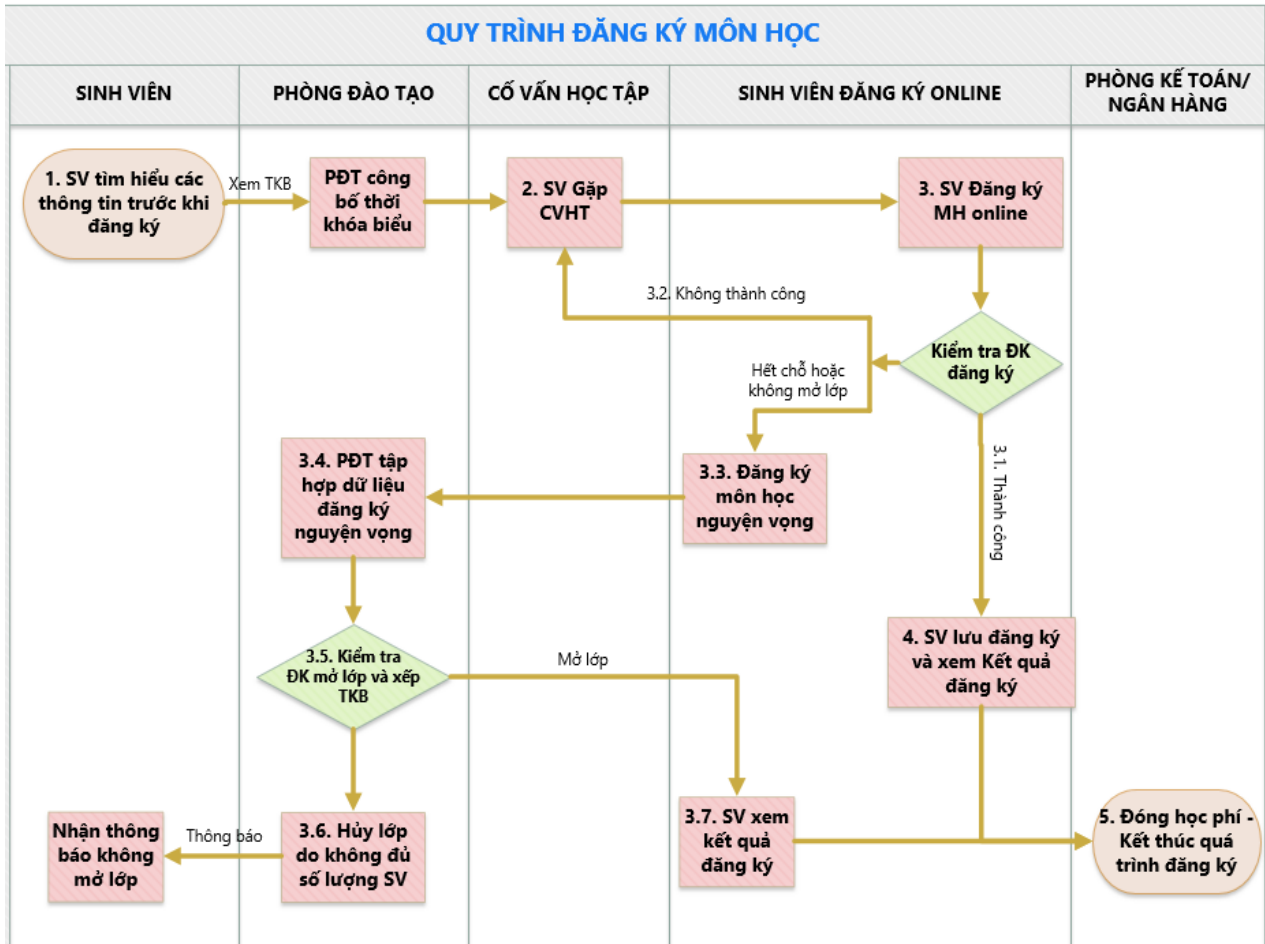 QUY TRÌNH ĐĂNG KÝ MÔN HỌC
SINH VIÊN
PHÒNG ĐÀO TẠO
CỐ VẤN HỌC TẬP
SINH VIÊN ĐĂNG KÝ ONLINE
PHÒNG KẾ TOÁN/
NGÂN HÀNG
1. SV tìm hiểu các
thông tin trước khi
đăng ký
Xem TKB
PĐT công
bố thời
khóa biểu
2. SV Gặp
CVHT
3. SV Đăng ký
MH online
3.2. Không thành công
Kiểm tra ĐK
đăng ký
Hết chỗ hoặc
không mở lớp
3.1. Thành công
3.4. PĐT tập
hợp dữ liệu
đăng ký
nguyện vọng
3.3. Đăng ký
môn học
nguyện vọng
3.5. Kiểm tra
ĐK mở lớp và xếp
TKB
Mở lớp
4. SV lưu đăng ký
và xem Kết quả
đăng ký
Nhận thông
báo không
mở lớp
Thông báo
3.6. Hủy lớp
do không đủ
số lượng SV
3.7. SV xem
kết quả
đăng ký
5. Đóng học phí -
Kết thúc quá
trình đăng ký